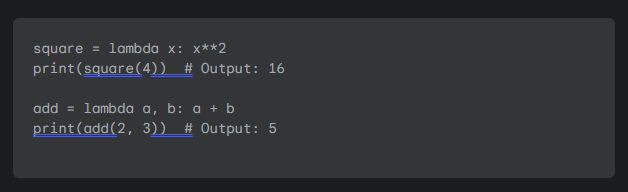 square = lambda x: x**2
print(square(4))  # Output: 16
add = lambda a, b: a + b
print(add(2, 3))  # Output: 5